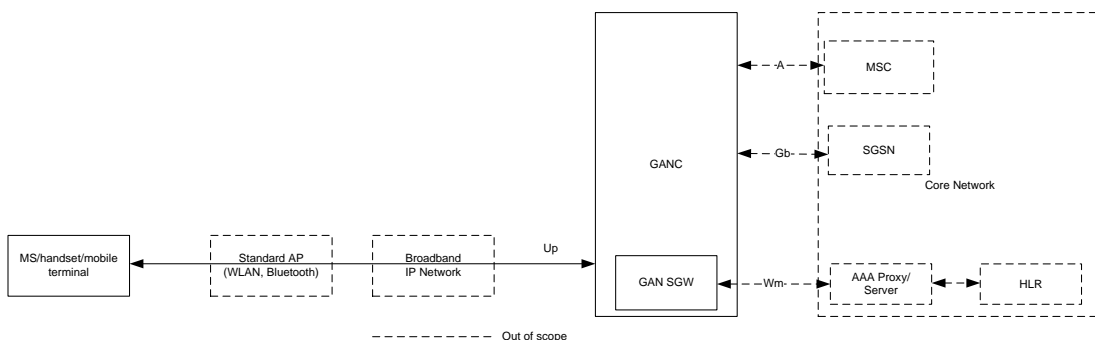 A
MSC
GANC
Gb
SGSN
Core Network
MS/handset/mobile
terminal
Standard AP
(WLAN, Bluetooth)
Broadband
IP Network
Up
GAN SGW
Wm
AAA Proxy/
Server
HLR
Out of scope